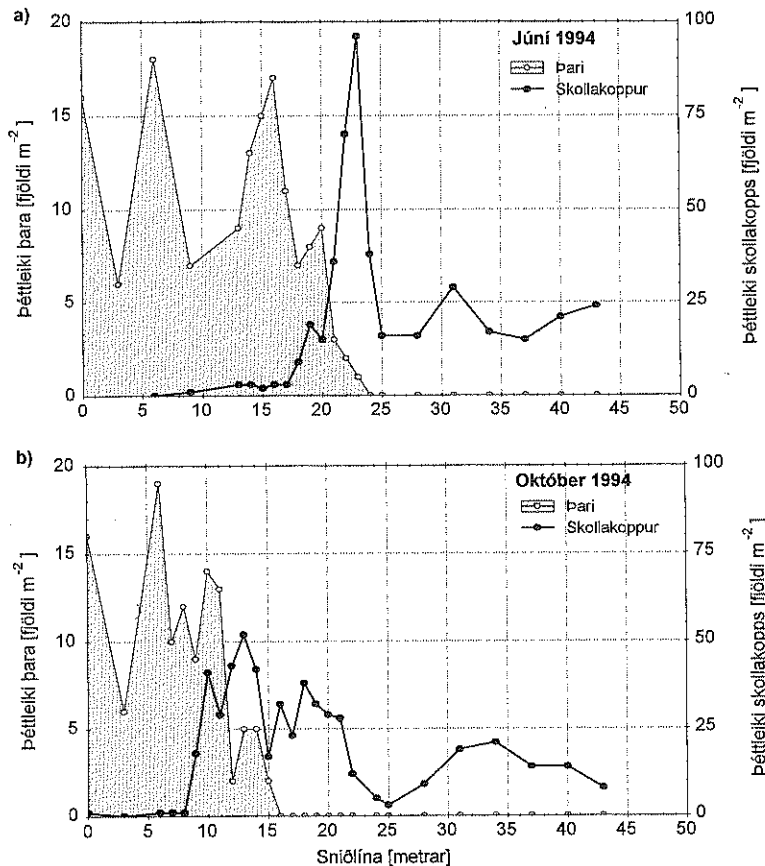 a)
Júní 1994
Þari
Skollakoppur
Þéttleiki þara [fjöldi m⁻²]
20
15
10
5
0
Þéttleiki skollakopps [fjöldi m⁻²]
100
75
50
25
0
0 5 10 15 20 25 30 35 40 45 50
b)
Október 1994
Þari
Skollakoppur
Þéttleiki þara [fjöldi m⁻²]
20
15
10
5
0
Þéttleiki skollakopps [fjöldi m⁻²]
100
75
50
25
0
0 5 10 15 20 25 30 35 40 45 50
Sniðlína [metrar]